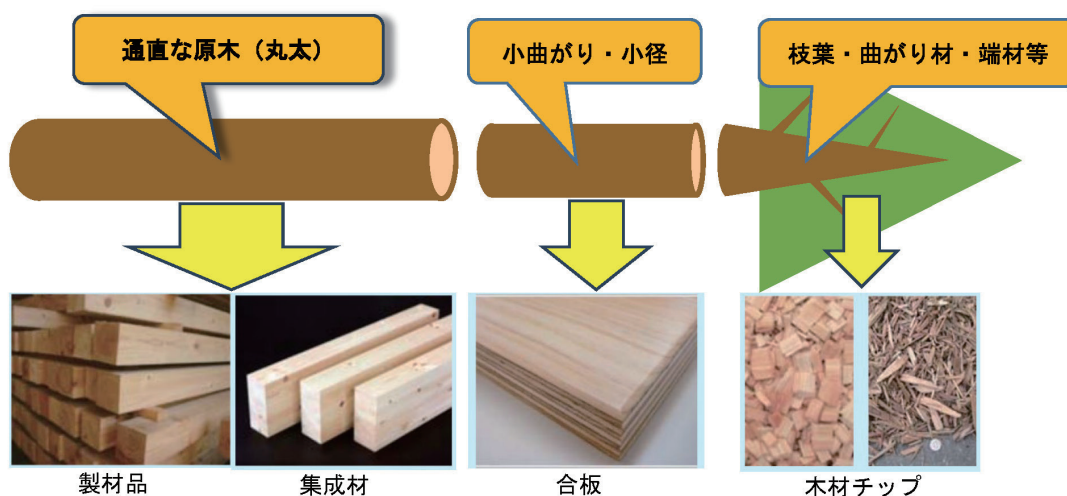 通直な原木（丸太）
小曲がり・小径
枝葉・曲がり材・端材等
製材品
集成材
合板
木材チップ